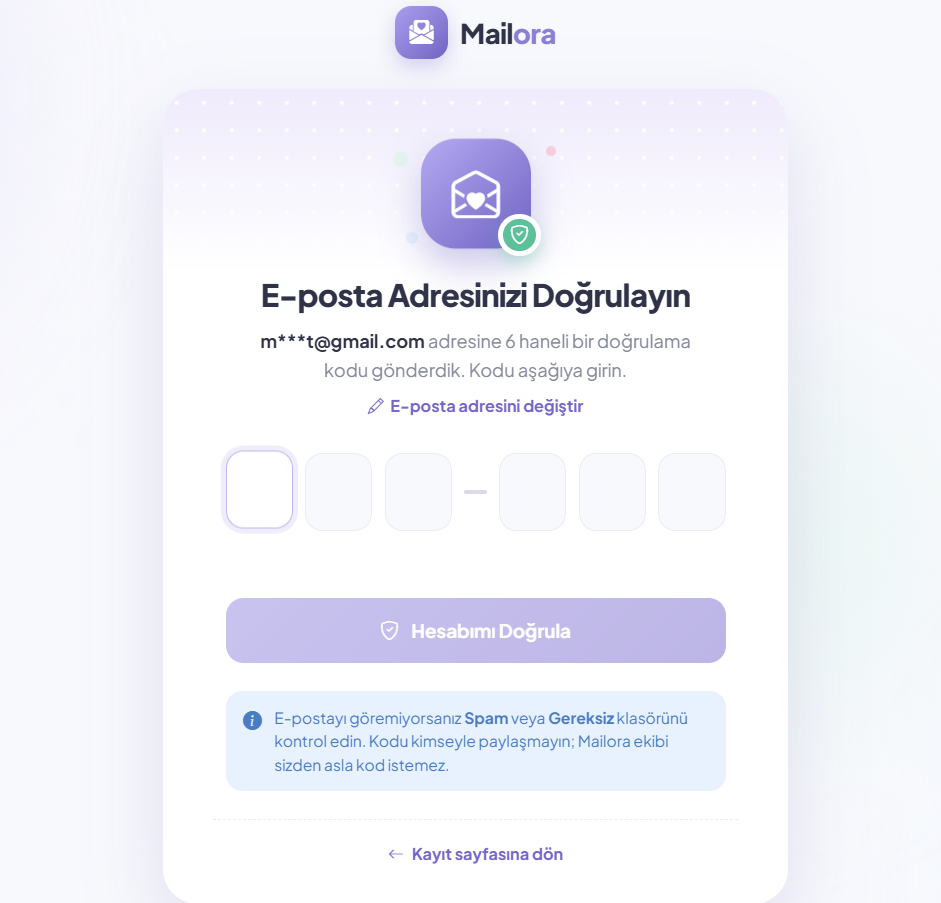 Mailora
E-posta Adresinizi Doğrulayın
m***t@gmail.com adresine 6 haneli bir doğrulama
kodu gönderdik. Kodu aşağıya girin.
E-posta adresini değiştir
Hesabımı Doğrula
E-postayı göremiyorsanız Spam veya Gereksiz klasörünü
kontrol edin. Kodu kimseyle paylaşmayın; Mailora ekibi
sizden asla kod istemez.
← Kayıt sayfasına dön